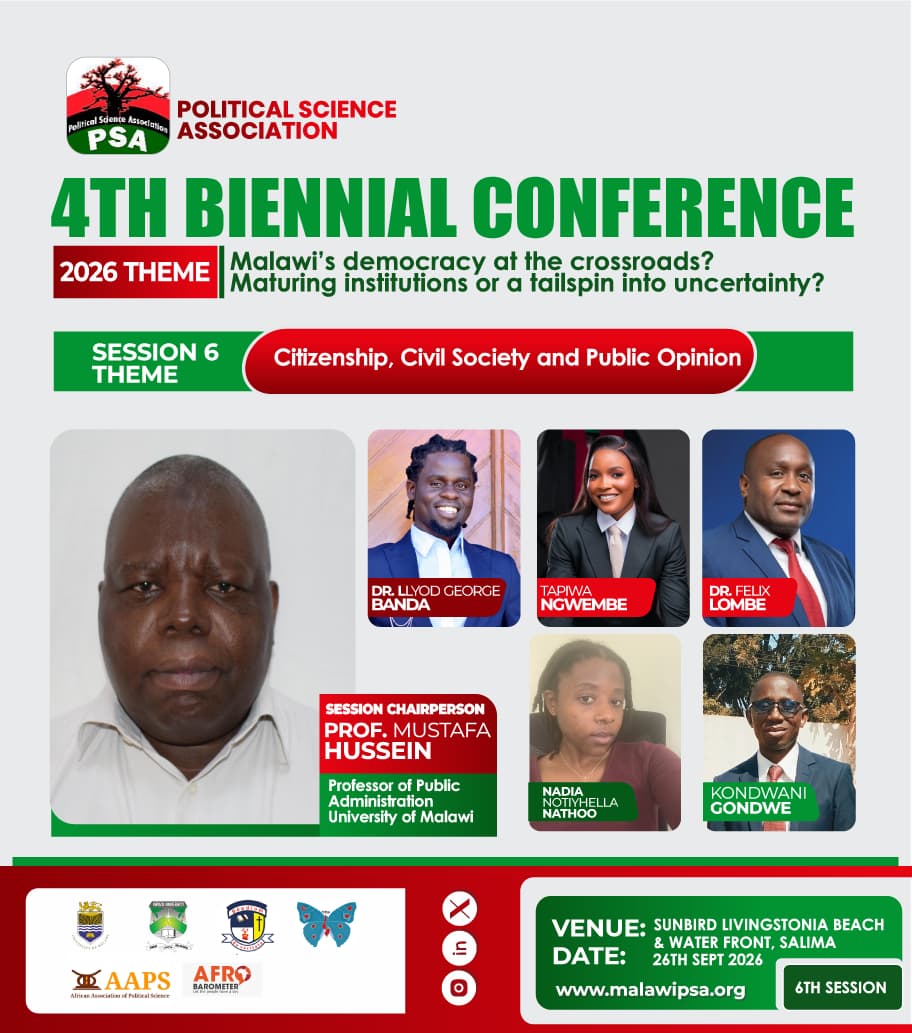 Political Science Association
PSA
POLITICAL SCIENCE
ASSOCIATION
4TH BIENNIAL CONFERENCE
2026 THEME
Malawi's democracy at the crossroads?
Maturing institutions or a tailspin into uncertainty?
SESSION 6
THEME
Citizenship, Civil Society and Public Opinion
DR. LLYOD GEORGE
BANDA
TAPIWA
NGWEMBE
DR. FELIX
LOMBE
SESSION CHAIRPERSON
PROF. MUSTAFA
HUSSEIN
Professor of Public
Administration
University of Malawi
NADIA
NOTIYHELLA
NATHOO
KONDWANI
GONDWE
AAPS
African Association of Political Science
AFRO
BAROMETER
VENUE: SUNBIRD LIVINGSTONIA BEACH
& WATER FRONT, SALIMA
DATE: 26TH SEPT 2026
www.malawipsa.org
6TH SESSION